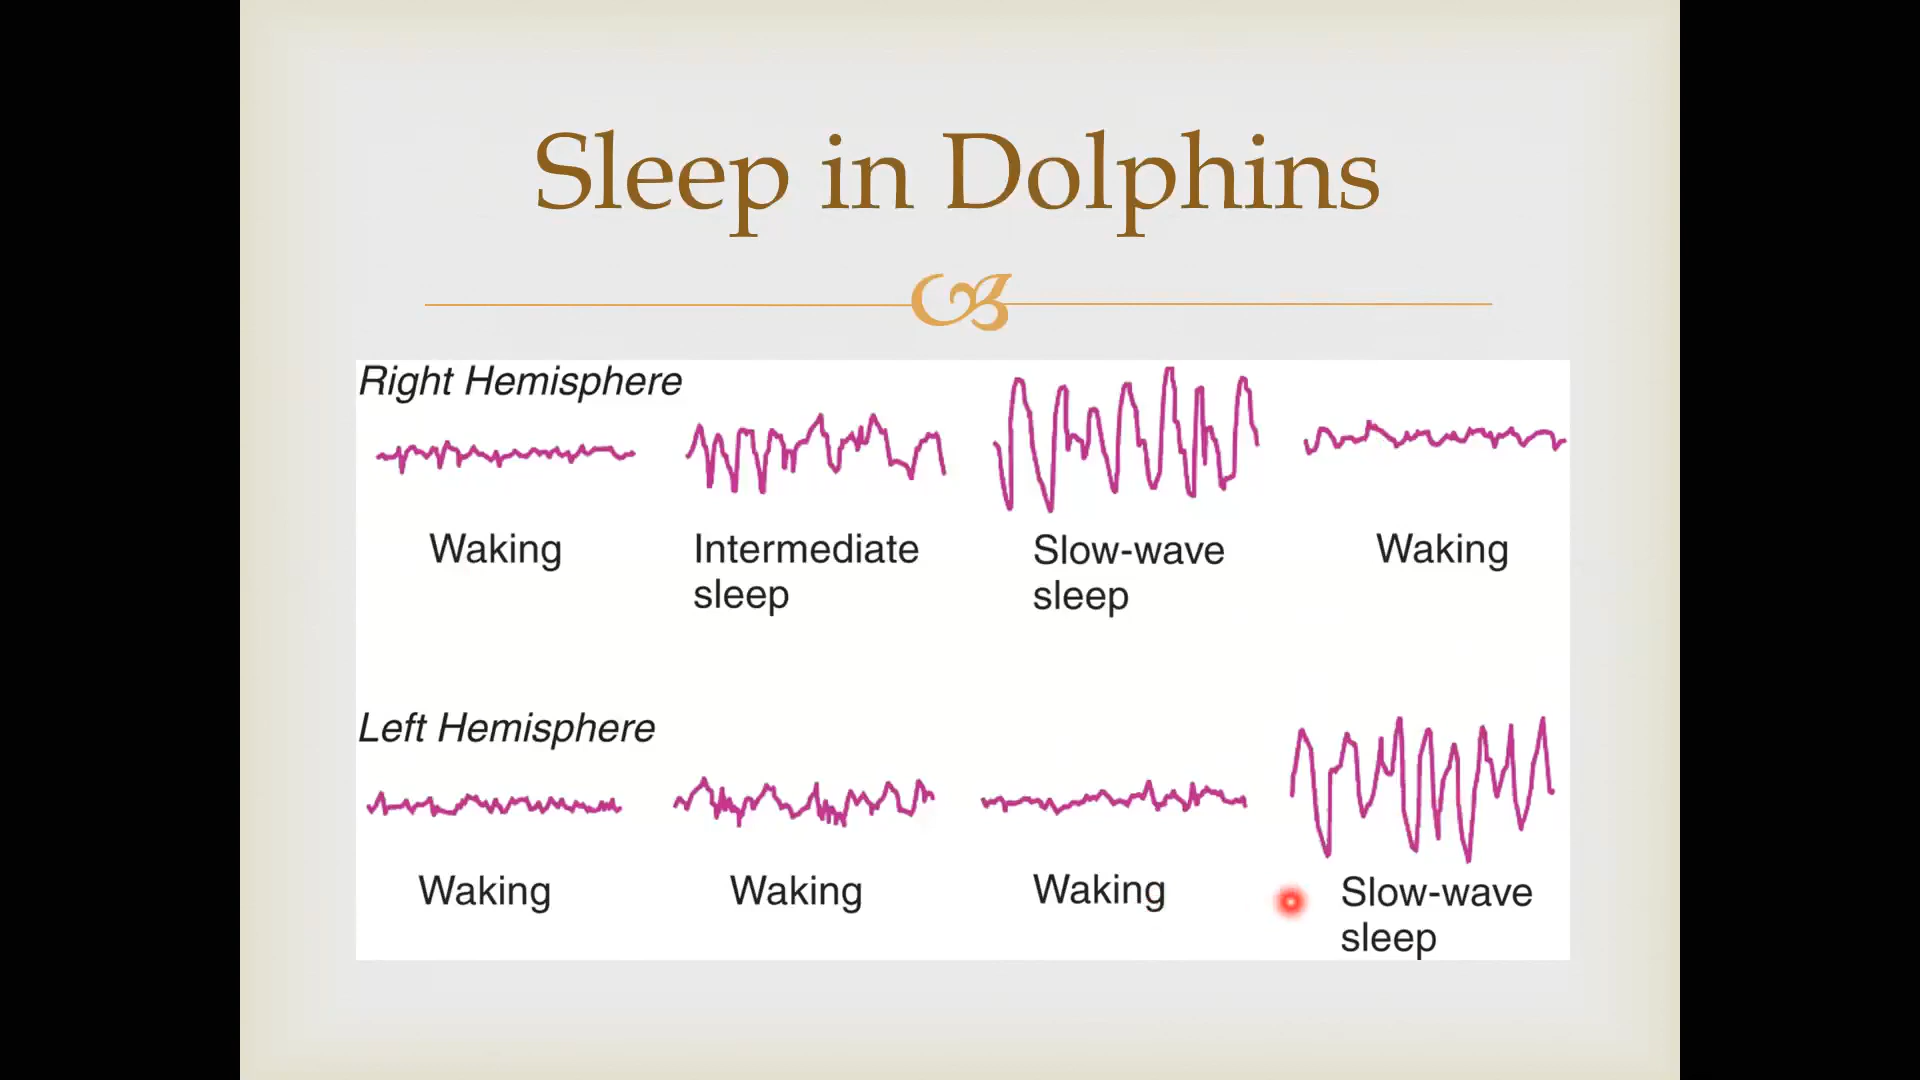 Sleep in Dolphins
Right Hemisphere
Waking
Intermediate
sleep
Slow-wave
sleep
Waking
Left Hemisphere
Waking
Waking
Waking
Slow-wave
sleep